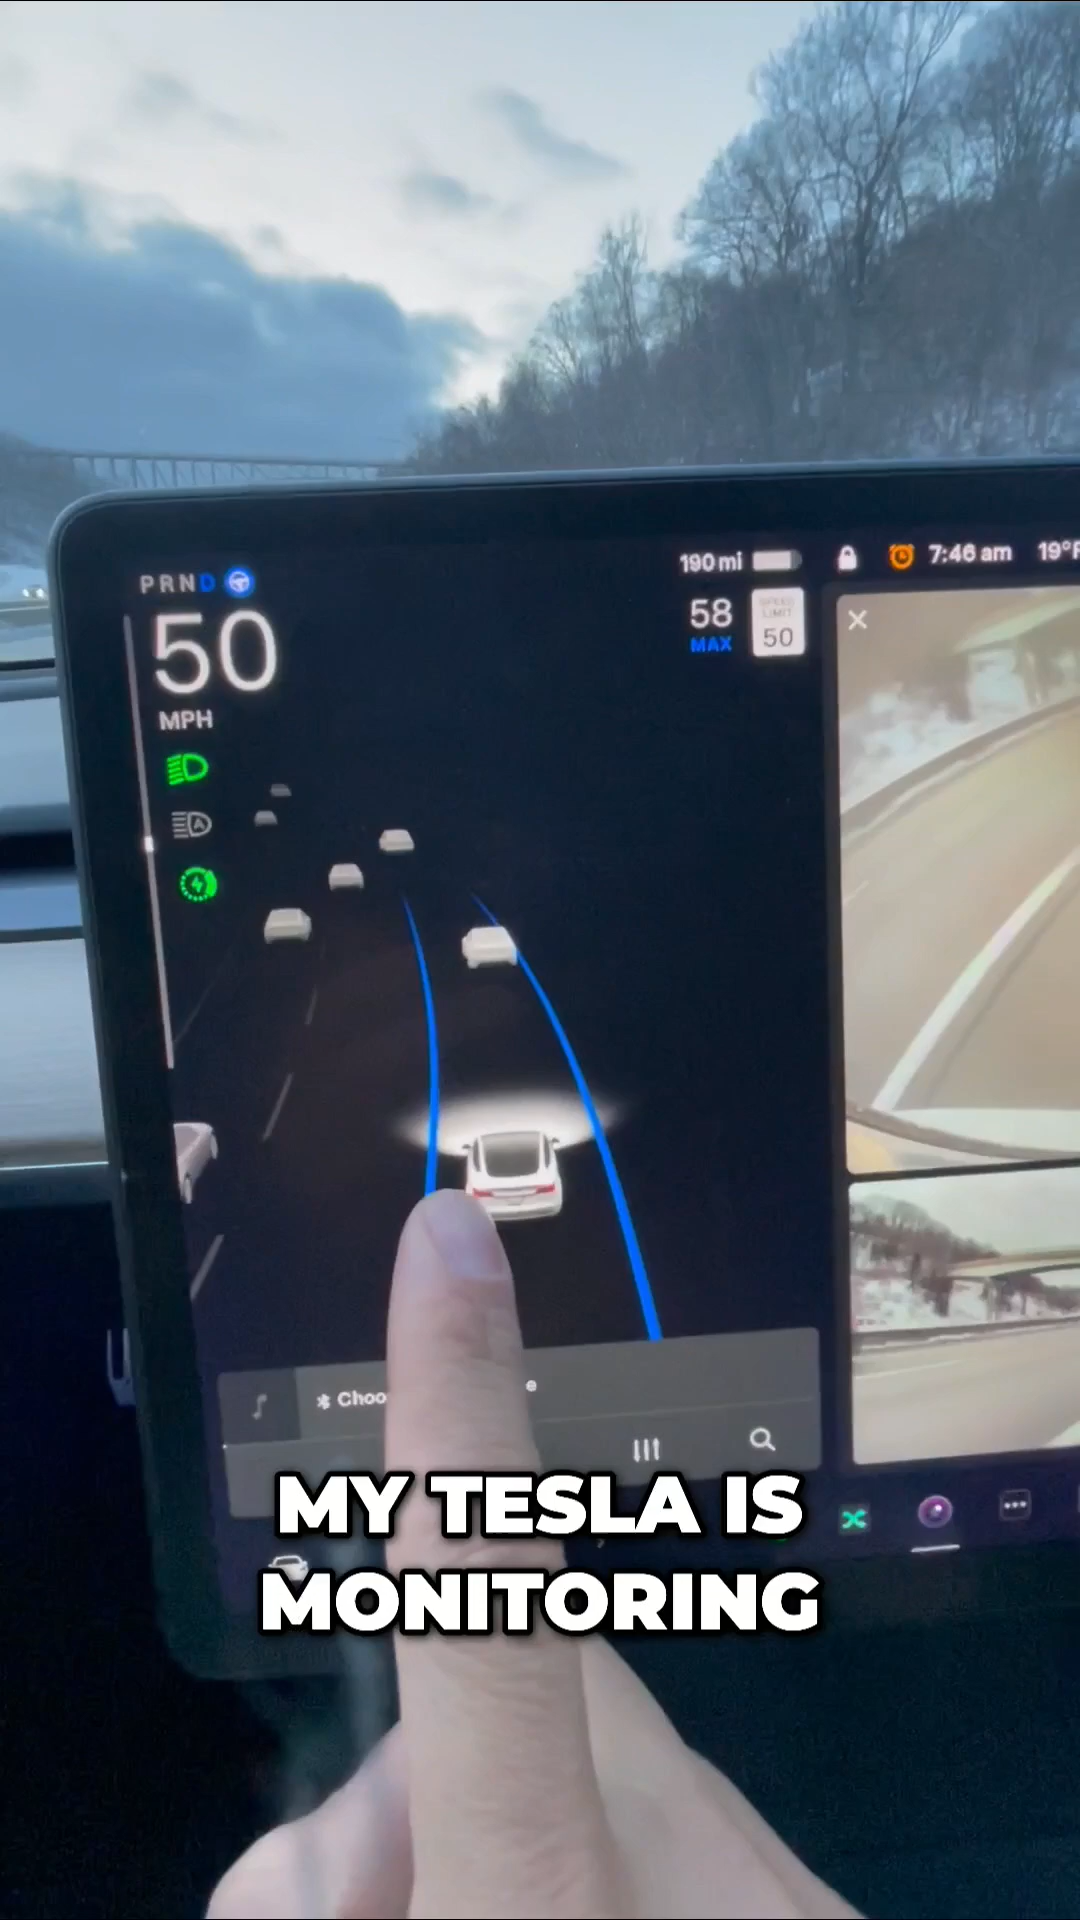 PRND
50
MPH
190 mi
7:46 am
19°F
58
MAX
SPEED
LIMIT
50
Choo
e
MY TESLA IS
MONITORING